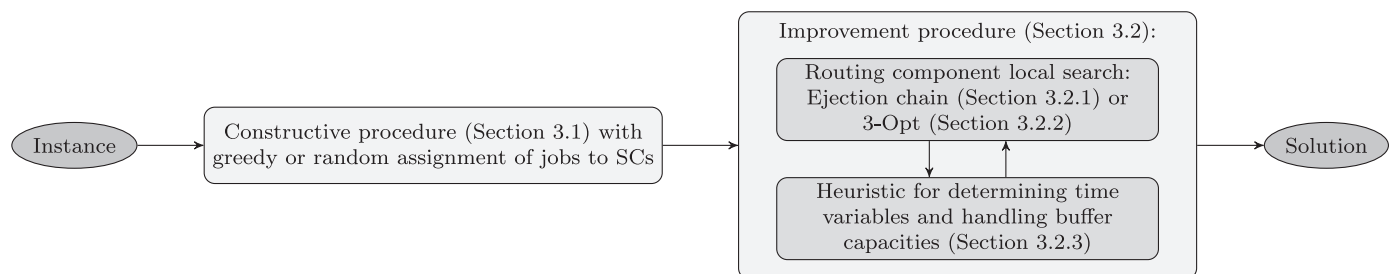 Instance
Constructive procedure (Section 3.1) with
greedy or random assignment of jobs to SCs
Improvement procedure (Section 3.2):
Routing component local search:
Ejection chain (Section 3.2.1) or
3-Opt (Section 3.2.2)
Heuristic for determining time
variables and handling buffer
capacities (Section 3.2.3)
Solution